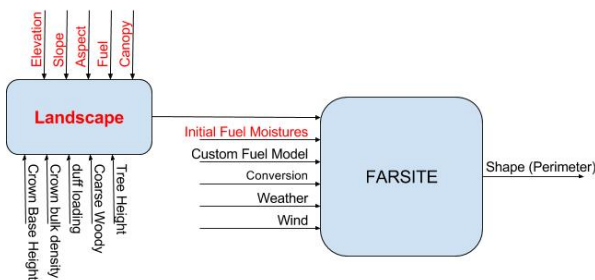 Elevation
Slope
Aspect
Fuel
Canopy
Landscape
Crown Base Height
Crown bulk density
duff loading
Coarse Woody
Tree Height
Initial Fuel Moistures
Custom Fuel Model
Conversion
Weather
Wind
FARSITE
Shape (Perimeter)